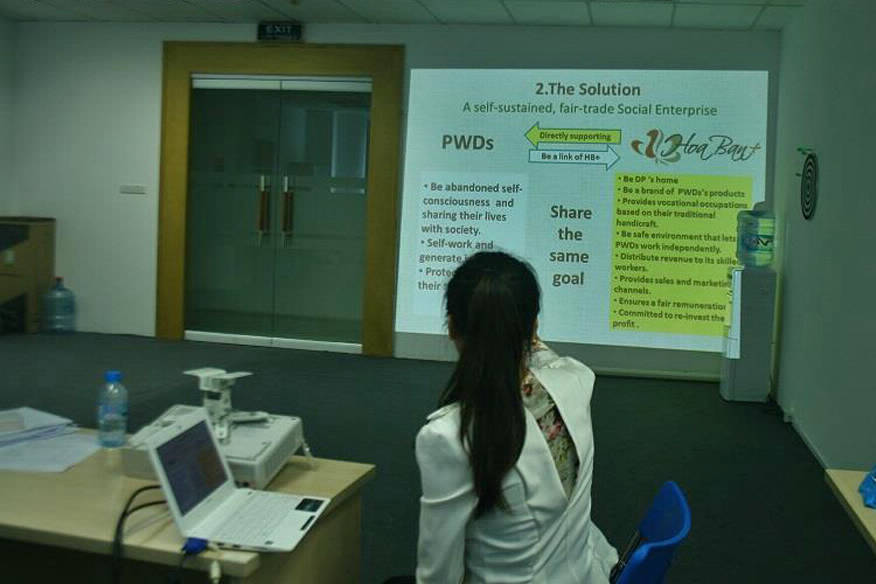 EXIT
2.The Solution
A self-sustained, fair-trade Social Enterprise
PWDs
Directly supporting
Be a link of HB+
Hoa Ban+
• Be abandoned self-
consciousness and
sharing their lives
with society.
• Self-work and
generate
• Protec
their
Share
the
same
goal
• Be DP 's home
• Be a brand of PWDs's products
• Provides vocational occupations
based on their traditional
handicraft.
• Be safe environment that lets
PWDs work independently.
• Distribute revenue to its skilled
workers.
• Provides sales and marketing
channels.
• Ensures a fair remuneration
• Committed to re-invest the
profit .